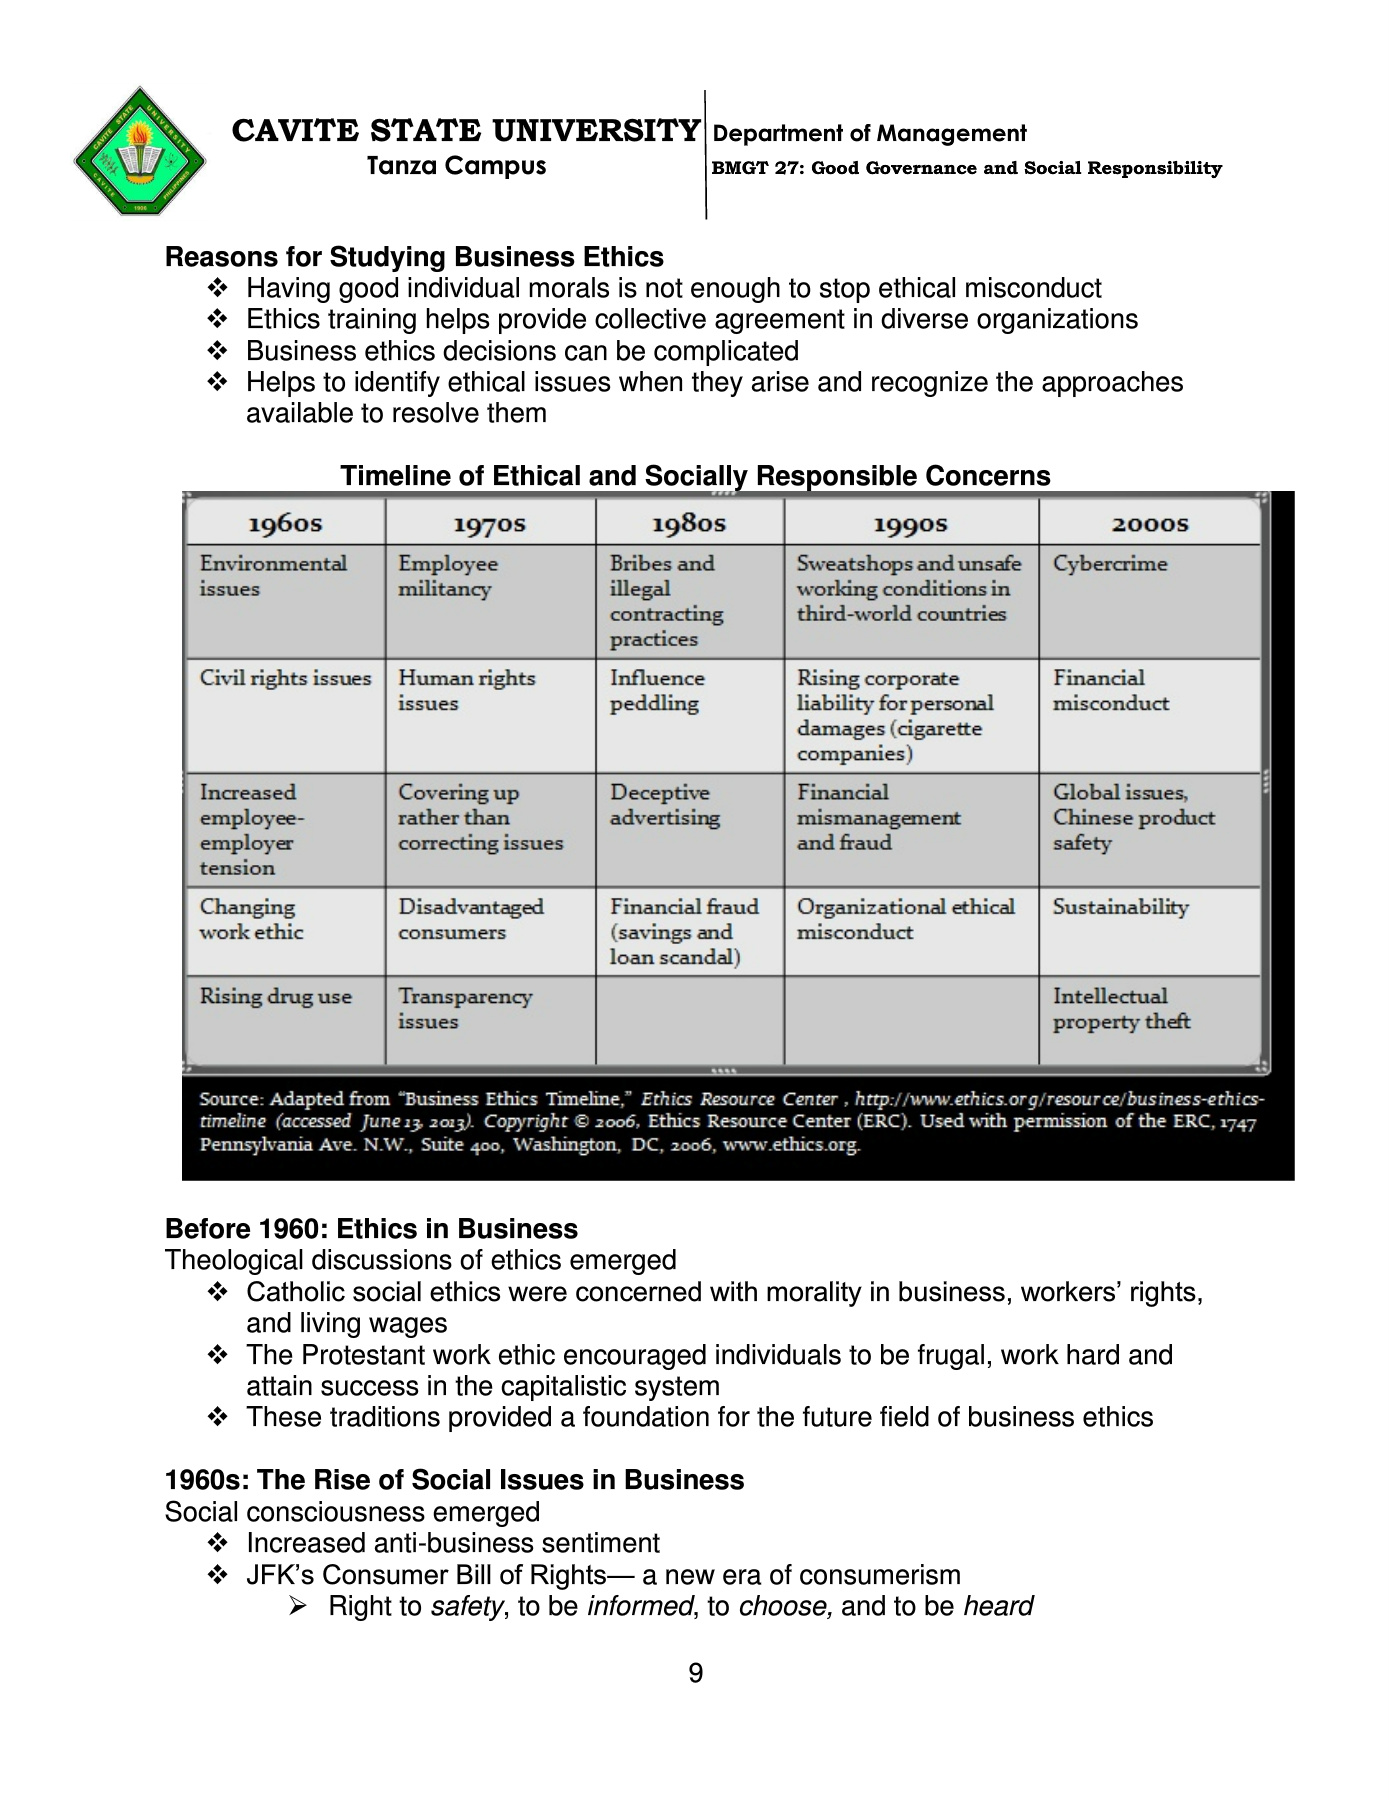 CAVITE STATE UNIVERSITY
Tanza Campus
Department of Management
BMGT 27: Good Governance and Social Responsibility
CAVITE STATE UNIVERSITY
CAVITE
PHILIPPINES
1906
Reasons for Studying Business Ethics
❖ Having good individual morals is not enough to stop ethical misconduct
❖ Ethics training helps provide collective agreement in diverse organizations
❖ Business ethics decisions can be complicated
❖ Helps to identify ethical issues when they arise and recognize the approaches
available to resolve them
Timeline of Ethical and Socially Responsible Concerns
1960s 1970s 1980s 1990s 2000s
Environmental Employee Bribes and Sweatshops and unsafe Cybercrime
issues militancy illegal working conditions in
contracting third-world countries
practices
Civil rights issues Human rights Influence Rising corporate Financial
issues peddling liability for personal misconduct
damages (cigarette
companies)
Increased Covering up Deceptive Financial Global issues,
employee- rather than advertising mismanagement Chinese product
employer correcting issues and fraud safety
tension
Changing Disadvantaged Financial fraud Organizational ethical Sustainability
work ethic consumers (savings and misconduct
loan scandal)
Rising drug use Transparency Intellectual
issues property theft
Source: Adapted from “Business Ethics Timeline,” Ethics Resource Center , http://www.ethics.org/resource/business-ethics-
timeline (accessed June 13, 2013). Copyright © 2006, Ethics Resource Center (ERC). Used with permission of the ERC, 1747
Pennsylvania Ave. N.W., Suite 400, Washington, DC, 2006, www.ethics.org.
Before 1960: Ethics in Business
Theological discussions of ethics emerged
❖ Catholic social ethics were concerned with morality in business, workers’ rights,
and living wages
❖ The Protestant work ethic encouraged individuals to be frugal, work hard and
attain success in the capitalistic system
❖ These traditions provided a foundation for the future field of business ethics
1960s: The Rise of Social Issues in Business
Social consciousness emerged
❖ Increased anti-business sentiment
❖ JFK’s Consumer Bill of Rights— a new era of consumerism
➢ Right to safety, to be informed, to choose, and to be heard
9